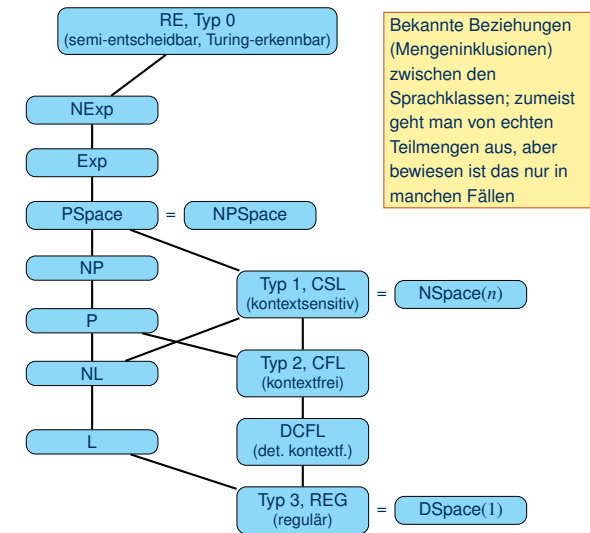 RE, Typ 0
(semi-entscheidbar, Turing-erkennbar)
Bekannte Beziehungen
(Mengeninklusionen)
zwischen den
Sprachklassen; zumeist
geht man von echten
Teilmengen aus, aber
bewiesen ist das nur in
manchen Fällen
NExp
Exp
PSpace = NPSpace
NP
Typ 1, CSL
(kontextsensitiv)
= NSpace(n)
P
Typ 2, CFL
(kontextfrei)
NL
DCFL
(det. kontextf.)
L
Typ 3, REG
(regulär)
= DSpace(1)